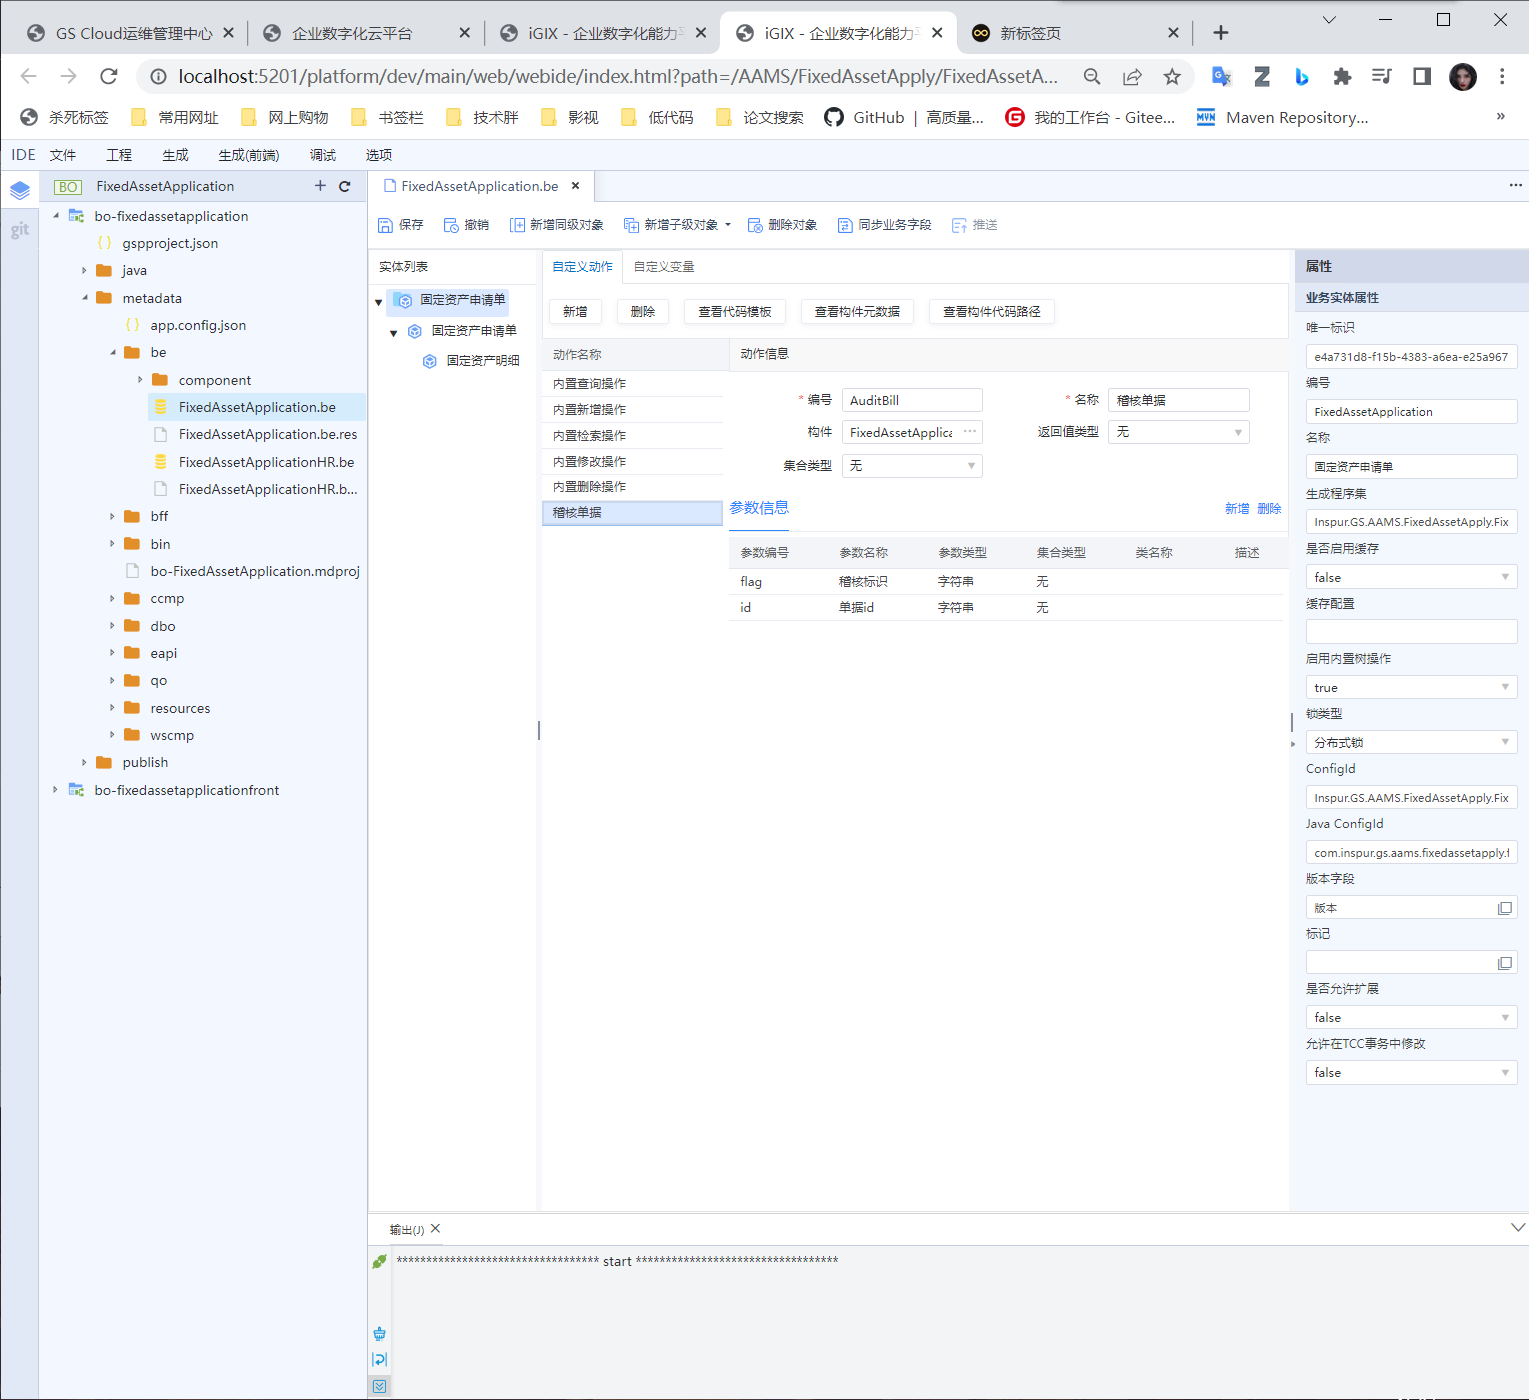 GS Cloud运维管理中心
企业数字化云平台
iGIX - 企业数字化能力
iGIX - 企业数字化能力
新标签页
localhost:5201/platform/dev/main/web/webide/index.html?path=/AAMS/FixedAssetApply/FixedAssetA...
杀死标签
常用网址
网上购物
书签栏
技术胖
影视
低代码
论文搜索
GitHub | 高质量...
我的工作台 - Gitee...
Maven Repository...
»
IDE 文件 工程 生成 生成(前端) 调试 选项
BO FixedAssetApplication
git
bo-fixedassetapplication
gspproject.json
java
metadata
app.config.json
be
component
FixedAssetApplication.be
FixedAssetApplication.be.res
FixedAssetApplicationHR.be
FixedAssetApplicationHR.b...
bff
bin
bo-FixedAssetApplication.mdproj
ccmp
dbo
eapi
qo
resources
wscmp
publish
bo-fixedassetapplicationfront
FixedAssetApplication.be
保存 撤销 新增同级对象 新增子级对象 删除对象 同步业务字段 推送
实体列表
固定资产申请单
固定资产申请单
固定资产明细
自定义动作 自定义变量
新增 删除 查看代码模板 查看构件元数据 查看构件代码路径
动作名称
内置查询操作
内置新增操作
内置检索操作
内置修改操作
内置删除操作
稽核单据
动作信息
* 编号 AuditBill * 名称 稽核单据
构件 FixedAssetApplica ··· 返回值类型 无
集合类型 无
参数信息 新增 删除
参数编号 参数名称 参数类型 集合类型 类名称 描述
flag 稽核标识 字符串 无
id 单据id 字符串 无
属性
业务实体属性
唯一标识
e4a731d8-f15b-4383-a6ea-e25a967
编号
FixedAssetApplication
名称
固定资产申请单
生成程序集
Inspur.GS.AAMS.FixedAssetApply.Fix
是否启用缓存
false
缓存配置
启用内置树操作
true
锁类型
分布式锁
ConfigId
Inspur.GS.AAMS.FixedAssetApply.Fix
Java ConfigId
com.inspur.gs.aams.fixedassetapply.f
版本字段
版本
标记
是否允许扩展
false
允许在TCC事务中修改
false
输出(J)
********************************** start **********************************